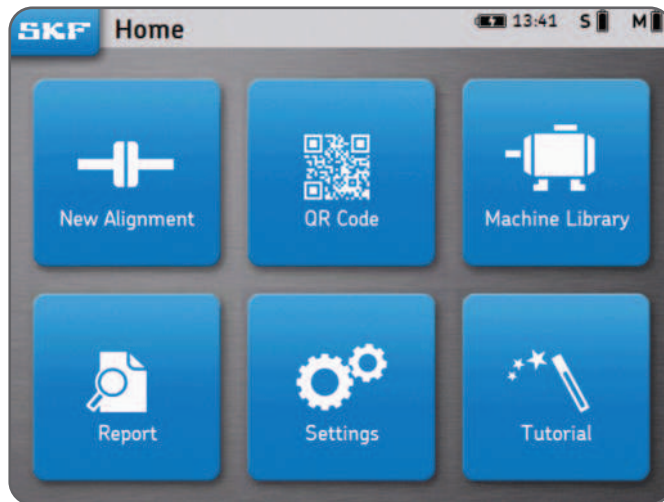 SKF Home 13:41 S M
New Alignment QR Code Machine Library
Report Settings Tutorial